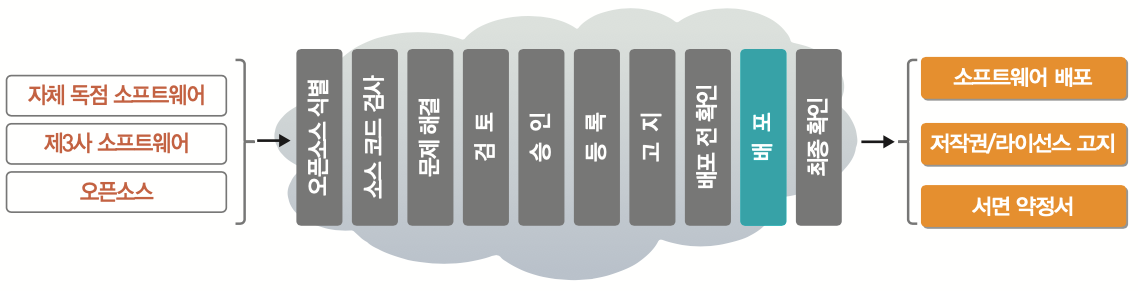 자체 독점 소프트웨어
제3사 소프트웨어
오픈소스
오픈소스 식별
소스 코드 검사
문제 해결
검 토
승 인
등 록
고 지
배포 전 확인
배 포
최종 확인
소프트웨어 배포
저작권/라이선스 고지
서면 약정서